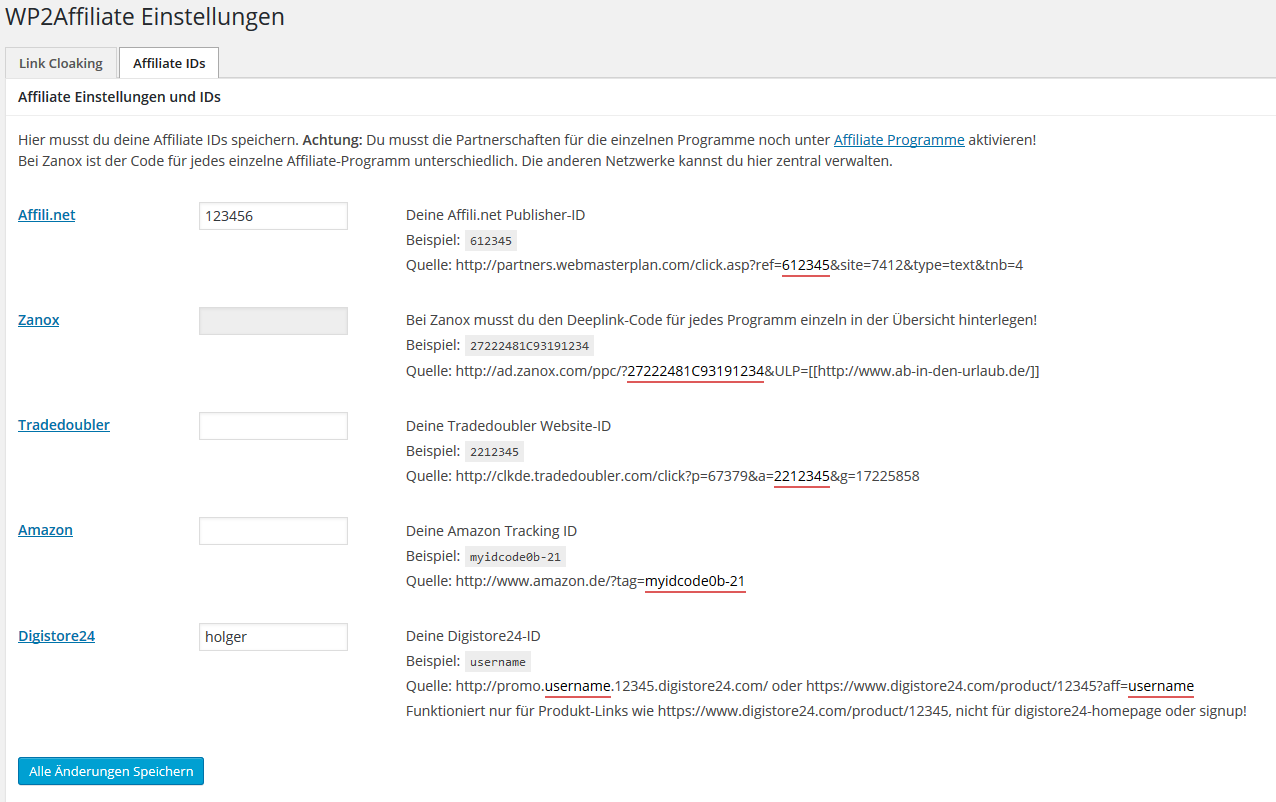 WP2Affiliate Einstellungen
Link Cloaking
Affiliate IDs
Affiliate Einstellungen und IDs
Hier musst du deine Affiliate IDs speichern. Achtung: Du musst die Partnerschaften für die einzelnen Programme noch unter Affiliate Programme aktivieren!
Bei Zanox ist der Code für jedes einzelne Affiliate-Programm unterschiedlich. Die anderen Netzwerke kannst du hier zentral verwalten.
Affili.net
123456
Deine Affili.net Publisher-ID
Beispiel: 612345
Quelle: http://partners.webmasterplan.com/click.asp?ref=612345&site=7412&type=text&tnb=4
Zanox
Bei Zanox musst du den Deeplink-Code für jedes Programm einzeln in der Übersicht hinterlegen!
Beispiel: 27222481C93191234
Quelle: http://ad.zanox.com/ppc/?27222481C93191234&ULP=[[http://www.ab-in-den-urlaub.de/]]
Tradedoubler
Deine Tradedoubler Website-ID
Beispiel: 2212345
Quelle: http://clkde.tradedoubler.com/click?p=67379&a=2212345&g=17225858
Amazon
Deine Amazon Tracking ID
Beispiel: myidcode0b-21
Quelle: http://www.amazon.de/?tag=myidcode0b-21
Digistore24
holger
Deine Digistore24-ID
Beispiel: username
Quelle: http://promo.username.12345.digistore24.com/ oder https://www.digistore24.com/product/12345?aff=username
Funktioniert nur für Produkt-Links wie https://www.digistore24.com/product/12345, nicht für digistore24-homepage oder signup!
Alle Änderungen Speichern